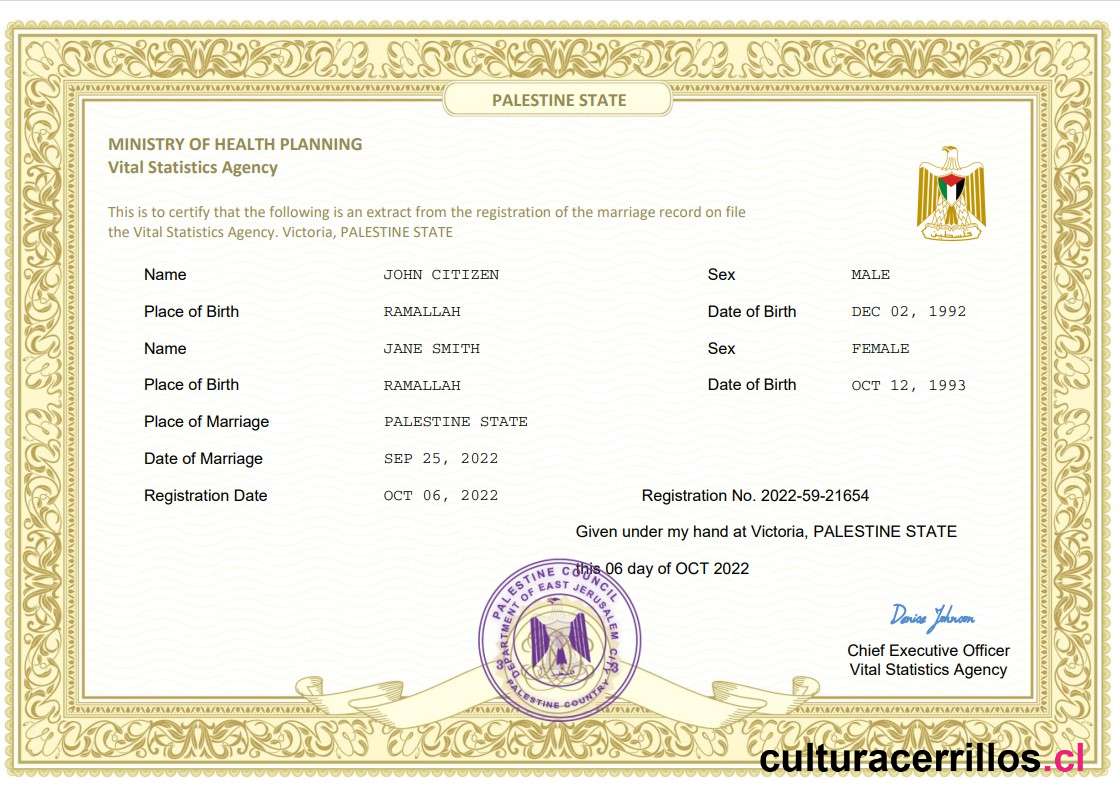 PALESTINE STATE
MINISTRY OF HEALTH PLANNING
Vital Statistics Agency
This is to certify that the following is an extract from the registration of the marriage record on file
the Vital Statistics Agency. Victoria, PALESTINE STATE
فلسطين
Name JOHN CITIZEN Sex MALE
Place of Birth RAMALLAH Date of Birth DEC 02, 1992
Name JANE SMITH Sex FEMALE
Place of Birth RAMALLAH Date of Birth OCT 12, 1993
Place of Marriage PALESTINE STATE
Date of Marriage SEP 25, 2022
Registration Date OCT 06, 2022 Registration No. 2022-59-21654
Given under my hand at Victoria, PALESTINE STATE
this 06 day of OCT 2022
PALESTINE COUNCIL
DEPARTMENT OF EAST JERUSALEM CITY
PALESTINE COUNTRY
Denise Johnson
Chief Executive Officer
Vital Statistics Agency
culturacerrillos.cl